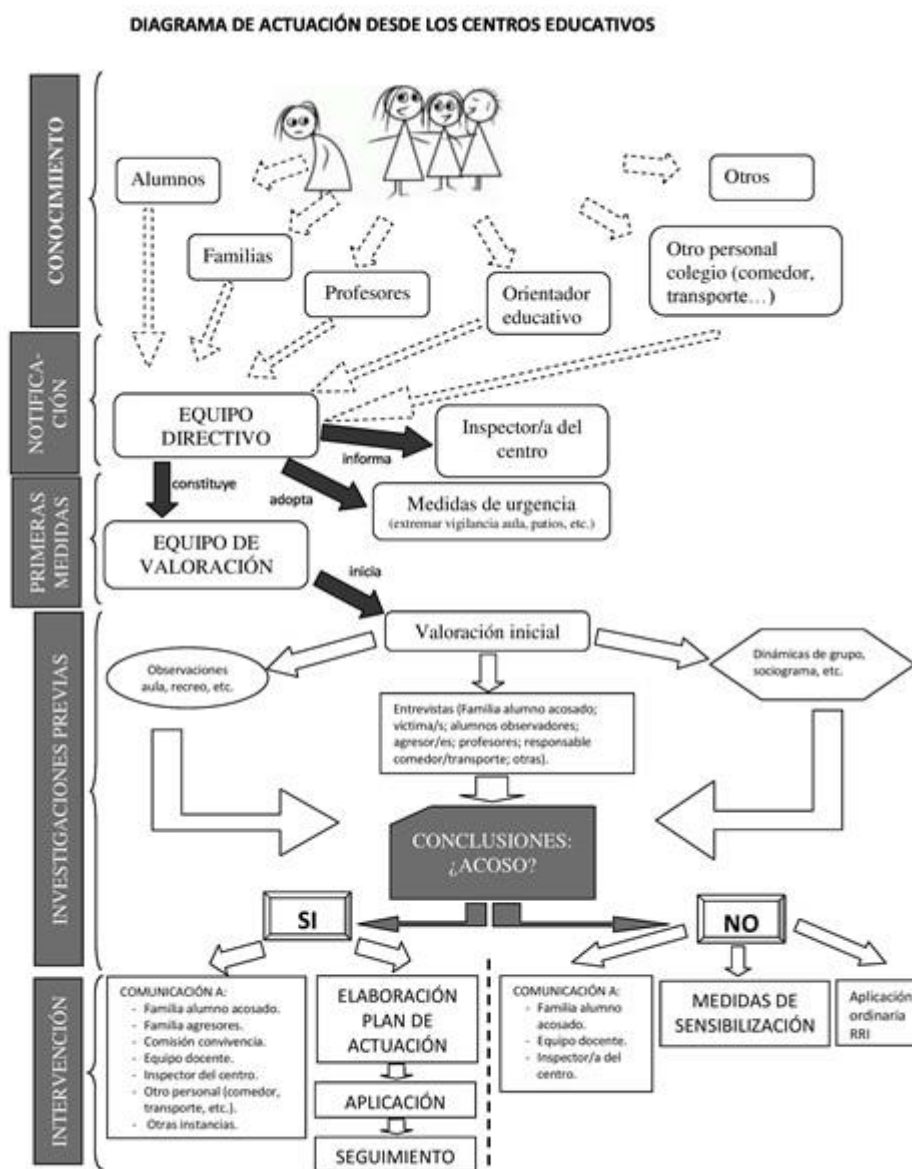 DIAGRAMA DE ACTUACIÓN DESDE LOS CENTROS EDUCATIVOS
CONOCIMIENTO
Alumnos
Otros
Familias
Otro personal
colegio (comedor,
transporte…)
Profesores
Orientador
educativo
NOTIFICA-
CIÓN
EQUIPO
DIRECTIVO
informa
Inspector/a del
centro
constituye
adopta
Medidas de urgencia
(extremar vigilancia aula, patios, etc.)
PRIMERAS
MEDIDAS
EQUIPO DE
VALORACIÓN
inicia
INVESTIGACIONES PREVIAS
Valoración inicial
Observaciones
aula, recreo, etc.
Dinámicas de grupo,
sociograma, etc.
Entrevistas (Familia alumno acosado;
víctima/s; alumnos observadores;
agresor/es; profesores; responsable
comedor/transporte; otras).
CONCLUSIONES:
¿ACOSO?
SI
NO
INTERVENCIÓN
COMUNICACIÓN A:
- Familia alumno acosado.
- Familia agresores.
- Comisión convivencia.
- Equipo docente.
- Inspector del centro.
- Otro personal (comedor,
transporte, etc.).
- Otras instancias.
ELABORACIÓN
PLAN DE
ACTUACIÓN
APLICACIÓN
SEGUIMIENTO
COMUNICACIÓN A:
- Familia alumno
acosado.
- Equipo docente.
- Inspector/a del
centro.
MEDIDAS DE
SENSIBILIZACIÓN
Aplicación
ordinaria
RRI